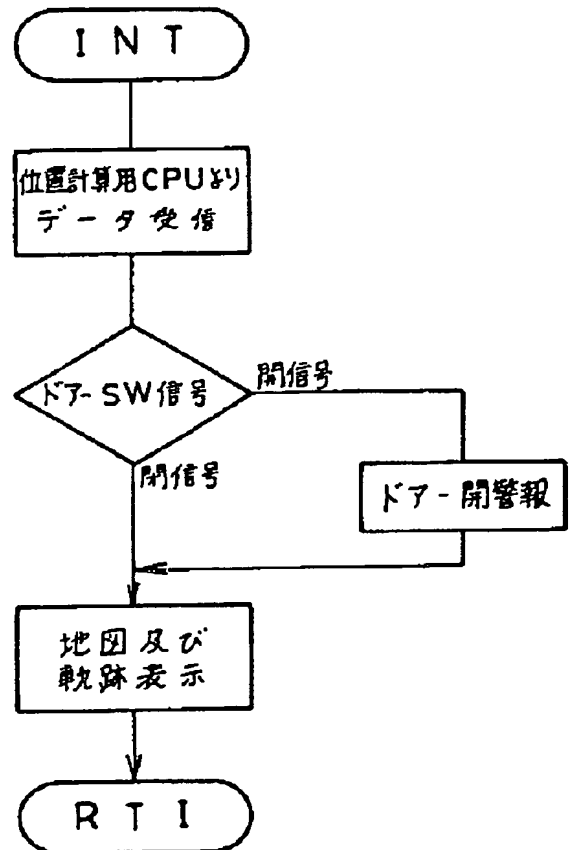 INT
位置計算用CPUより
データ受信
ドアーSW信号
開信号
閉信号
ドアー開警報
地図及び
軌跡表示
RTI